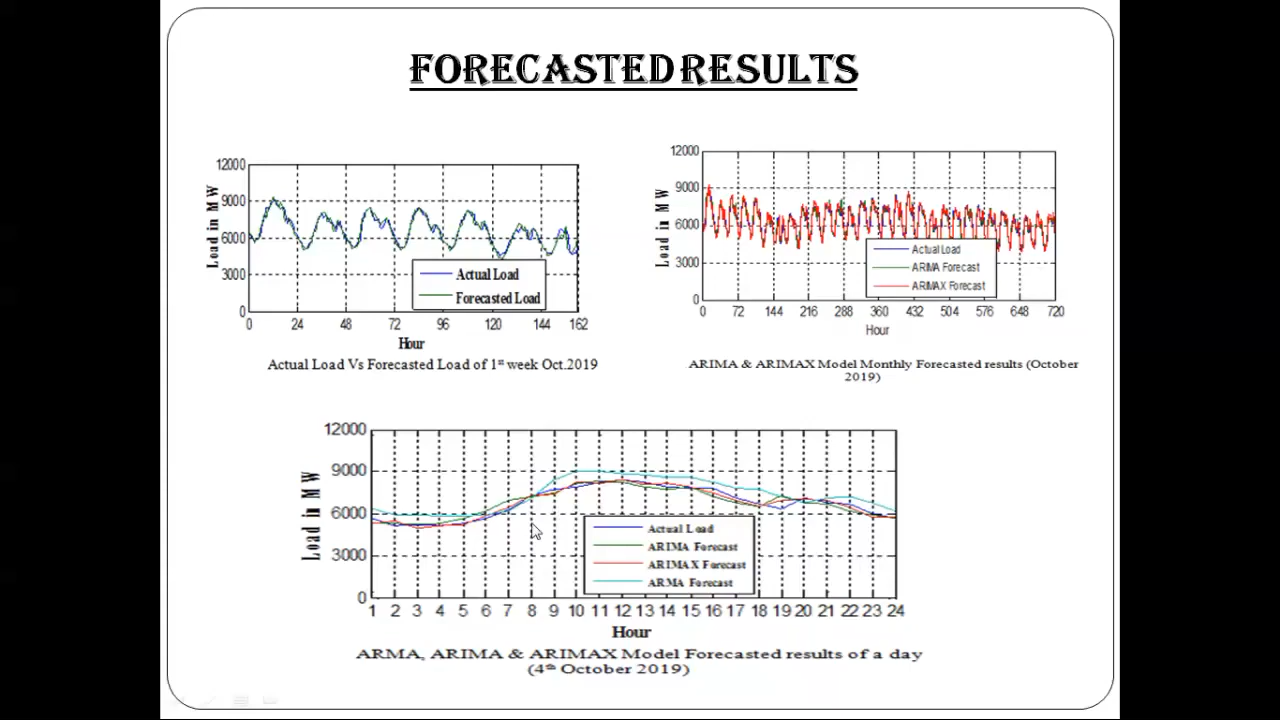 FORECASTED RESULTS
12000
9000
6000
3000
0
Load in MW
Actual Load
Forecasted Load
0 24 48 72 96 120 144 162
Hour
Actual Load Vs Forecasted Load of 1st week Oct.2019
12000
9000
6000
3000
0
Load in MW
Actual Load
ARIMA Forecast
ARIMAX Forecast
0 72 144 216 288 360 432 504 576 648 720
Hour
ARIMA & ARIMAX Model Monthly Forecasted results (October
2019)
12000
9000
6000
3000
0
Load in MW
Actual Load
ARIMA Forecast
ARIMAX Forecast
ARMA Forecast
1 2 3 4 5 6 7 8 9 10 11 12 13 14 15 16 17 18 19 20 21 22 23 24
Hour
ARMA, ARIMA & ARIMAX Model Forecasted results of a day
(4th October 2019)